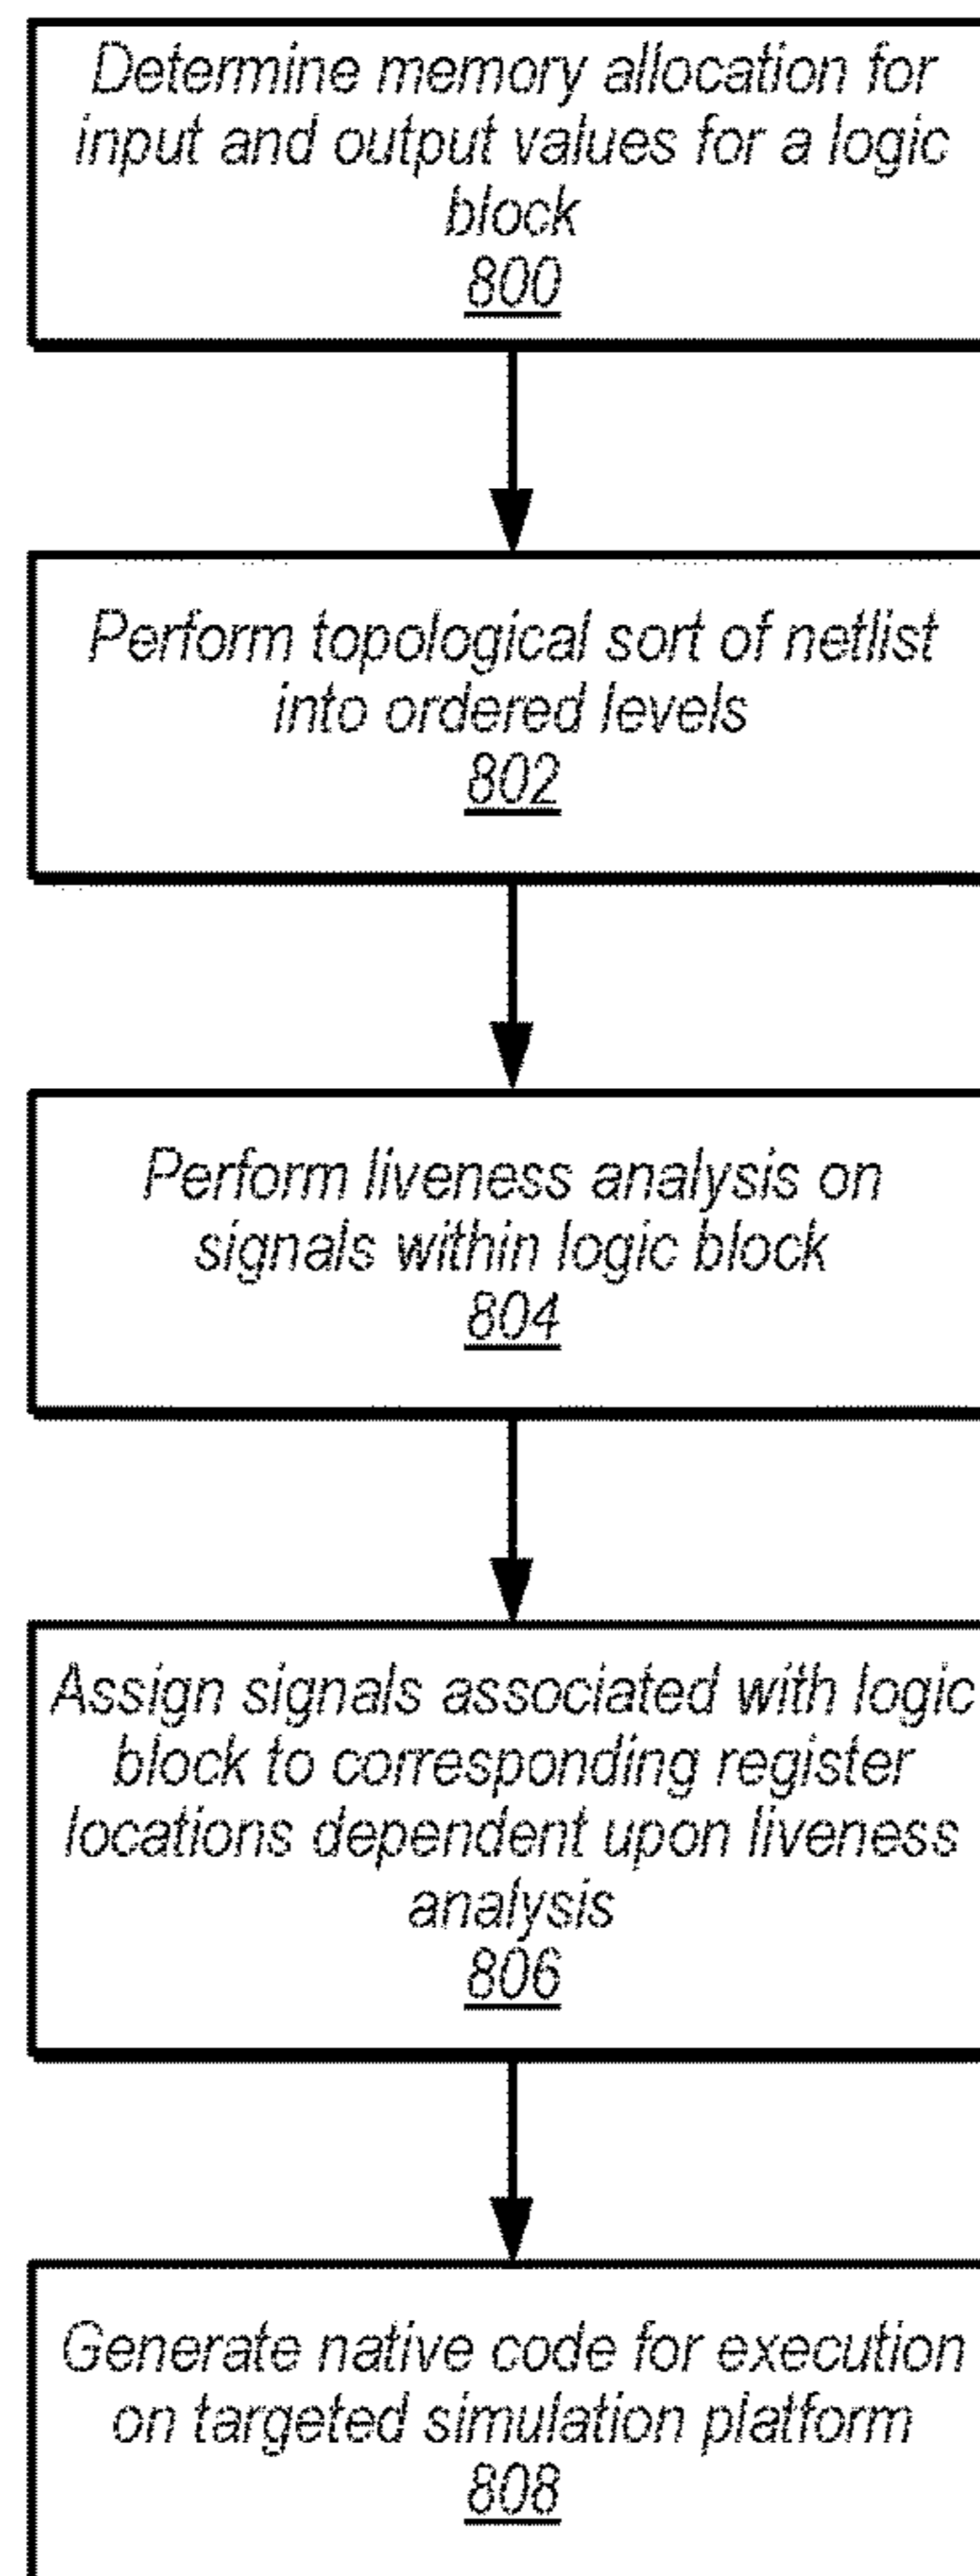 Determine memory allocation for
input and output values for a logic
block
800
Perform topological sort of netlist
into ordered levels
802
Perform liveness analysis on
signals within logic block
804
Assign signals associated with logic
block to corresponding register
locations dependent upon liveness
analysis
806
Generate native code for execution
on targeted simulation platform
808